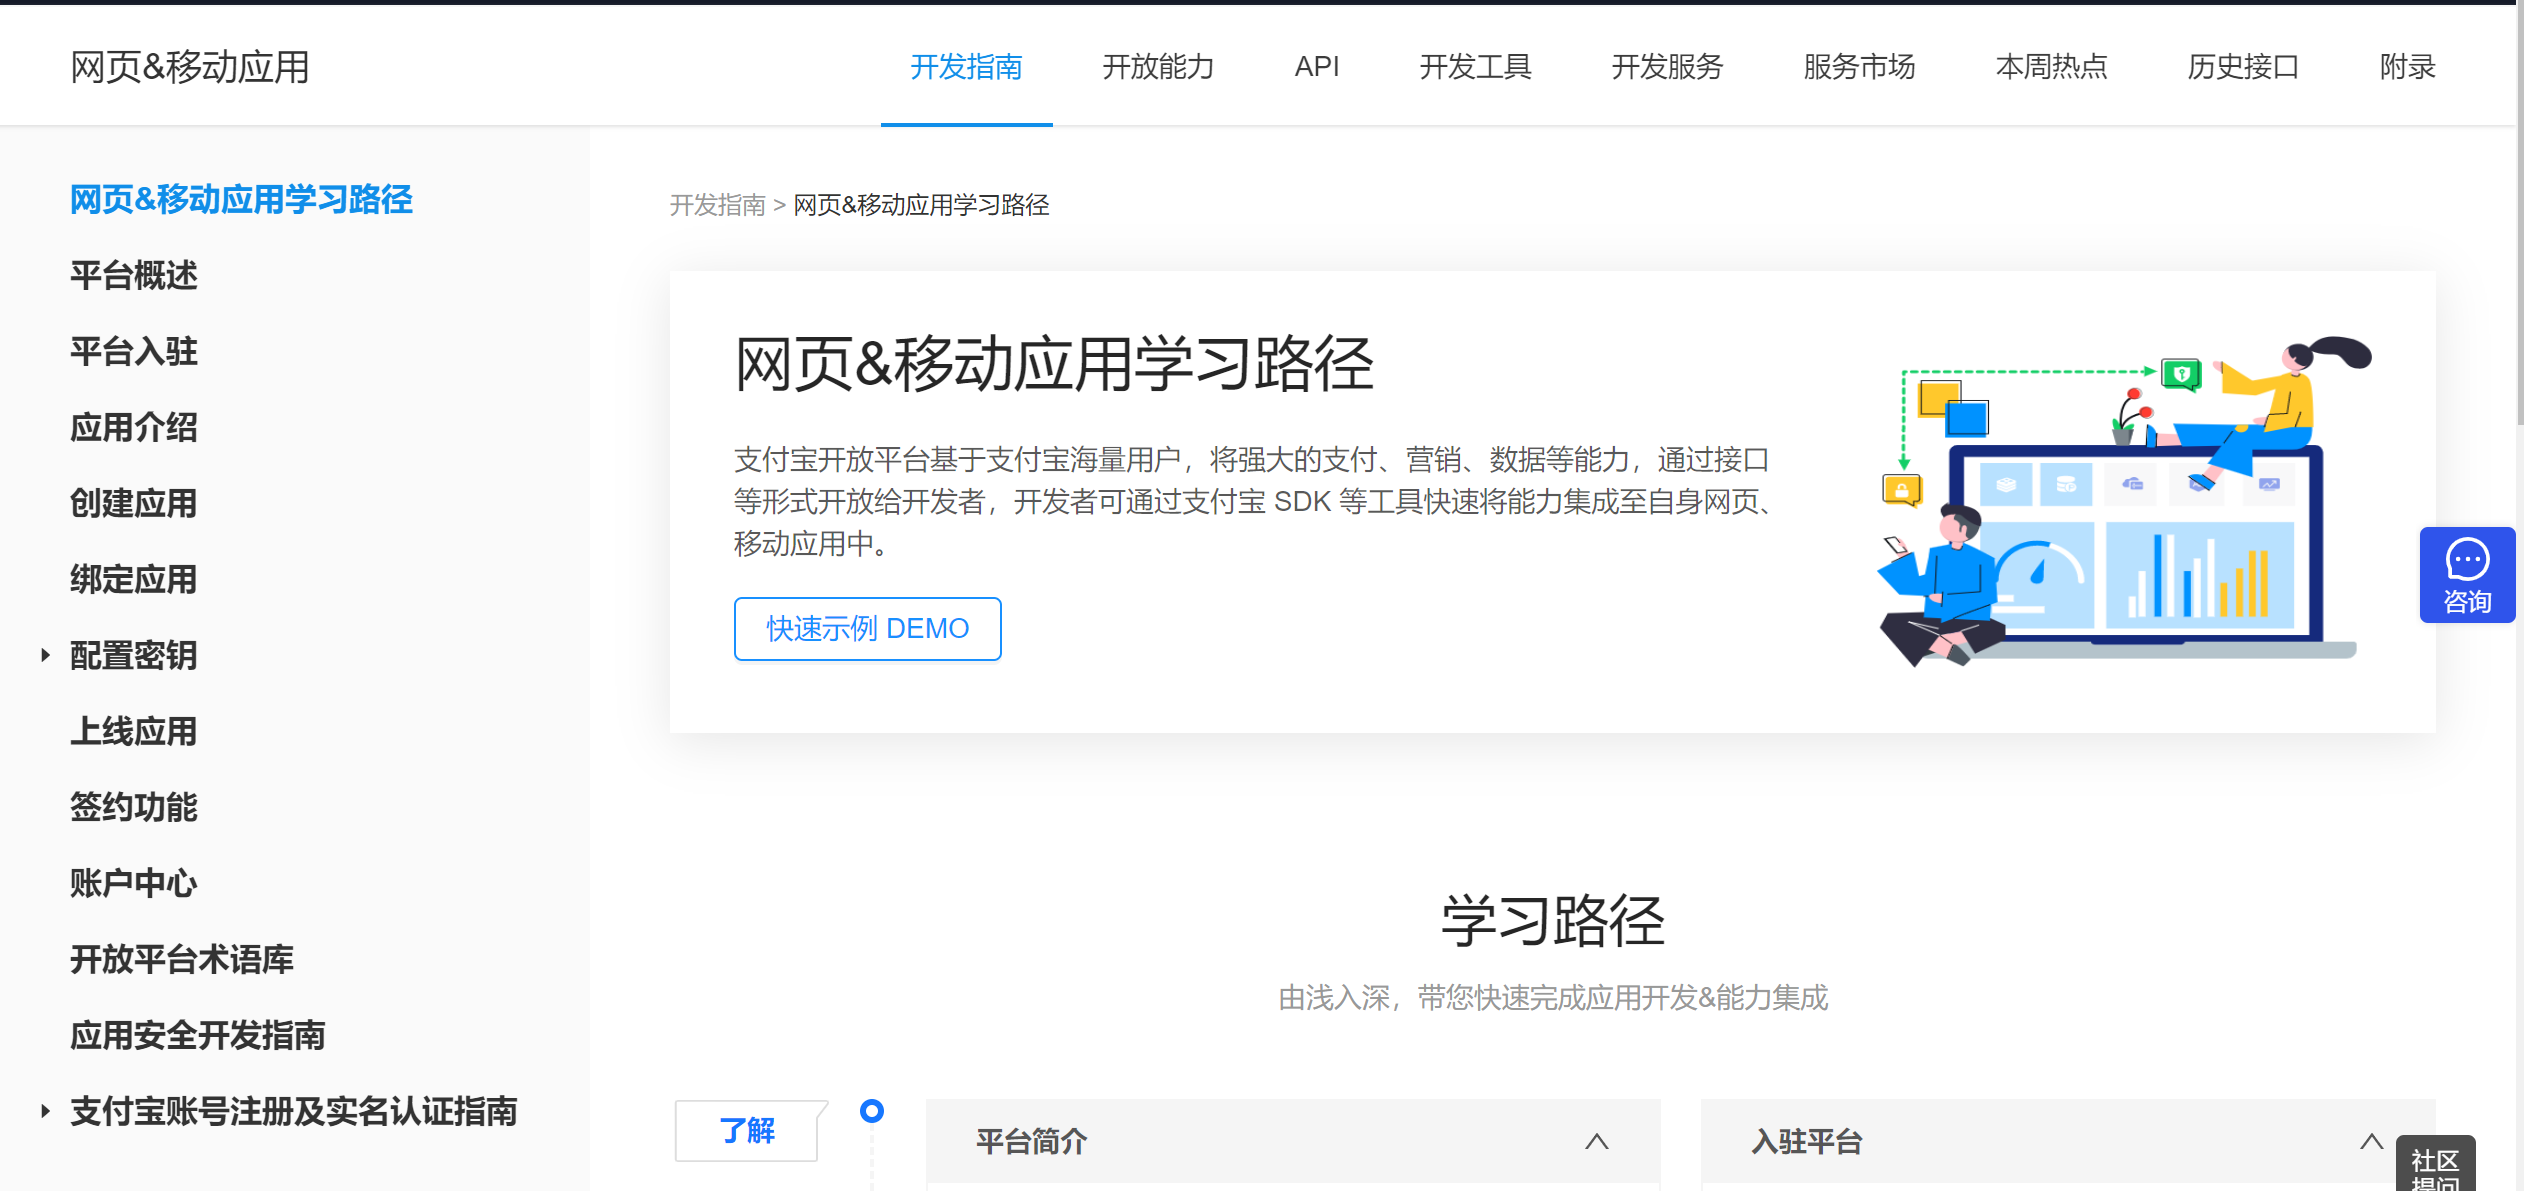 网页&移动应用
开发指南
开放能力
API
开发工具
开发服务
服务市场
本周热点
历史接口
附录
网页&移动应用学习路径
平台概述
平台入驻
应用介绍
创建应用
绑定应用
配置密钥
上线应用
签约功能
账户中心
开放平台术语库
应用安全开发指南
支付宝账号注册及实名认证指南
开发指南 > 网页&移动应用学习路径
网页&移动应用学习路径
支付宝开放平台基于支付宝海量用户，将强大的支付、营销、数据等能力，通过接口
等形式开放给开发者，开发者可通过支付宝 SDK 等工具快速将能力集成至自身网页、
移动应用中。
快速示例 DEMO
咨询
学习路径
由浅入深，带您快速完成应用开发&能力集成
了解
平台简介
入驻平台
社区
提问